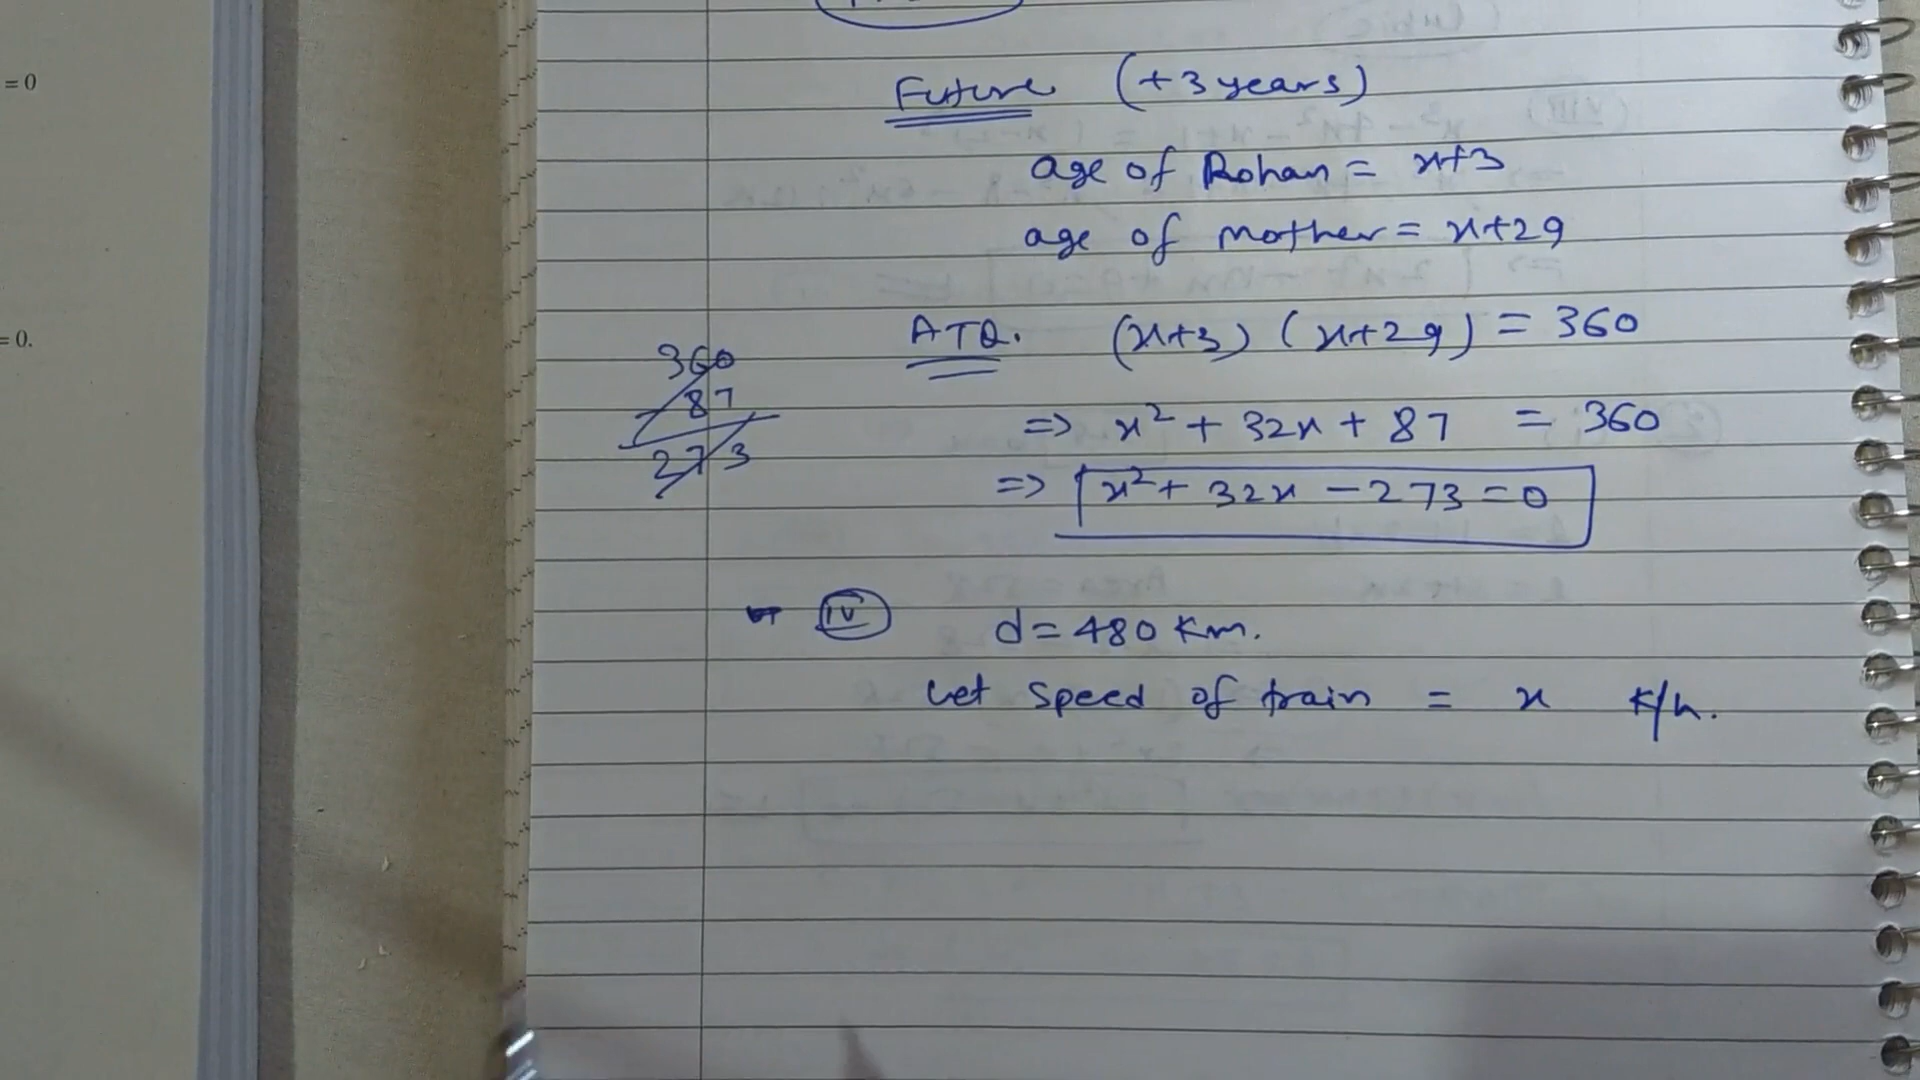 = 0
= 0.
Future (+3 years)
age of Rohan = x+3
age of mother = x+29
ATQ. (x+3) (x+29) = 360
=> x² + 32x + 87 = 360
=> x² + 32x - 273 = 0
360
87
273
(IV) d = 480 Km.
Let Speed of train = x K/h.